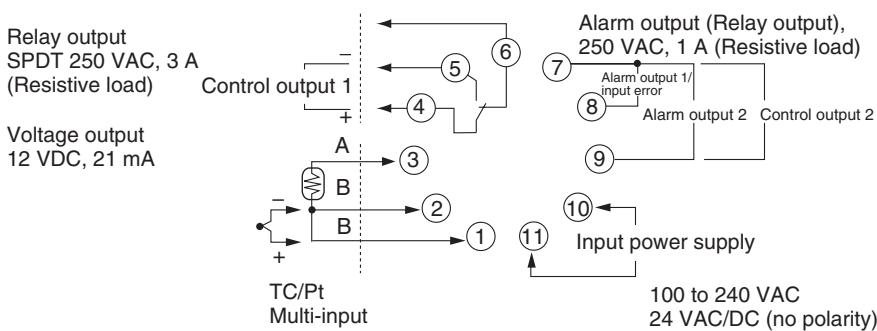 Relay output
SPDT 250 VAC, 3 A
(Resistive load)
Voltage output
12 VDC, 21 mA
Control output 1
−
+
6
5
4
A
3
B
2
B
1
−
+
TC/Pt
Multi-input
Alarm output (Relay output),
250 VAC, 1 A (Resistive load)
7
Alarm output 1/
input error
8
Alarm output 2
Control output 2
9
10
11
Input power supply
100 to 240 VAC
24 VAC/DC (no polarity)